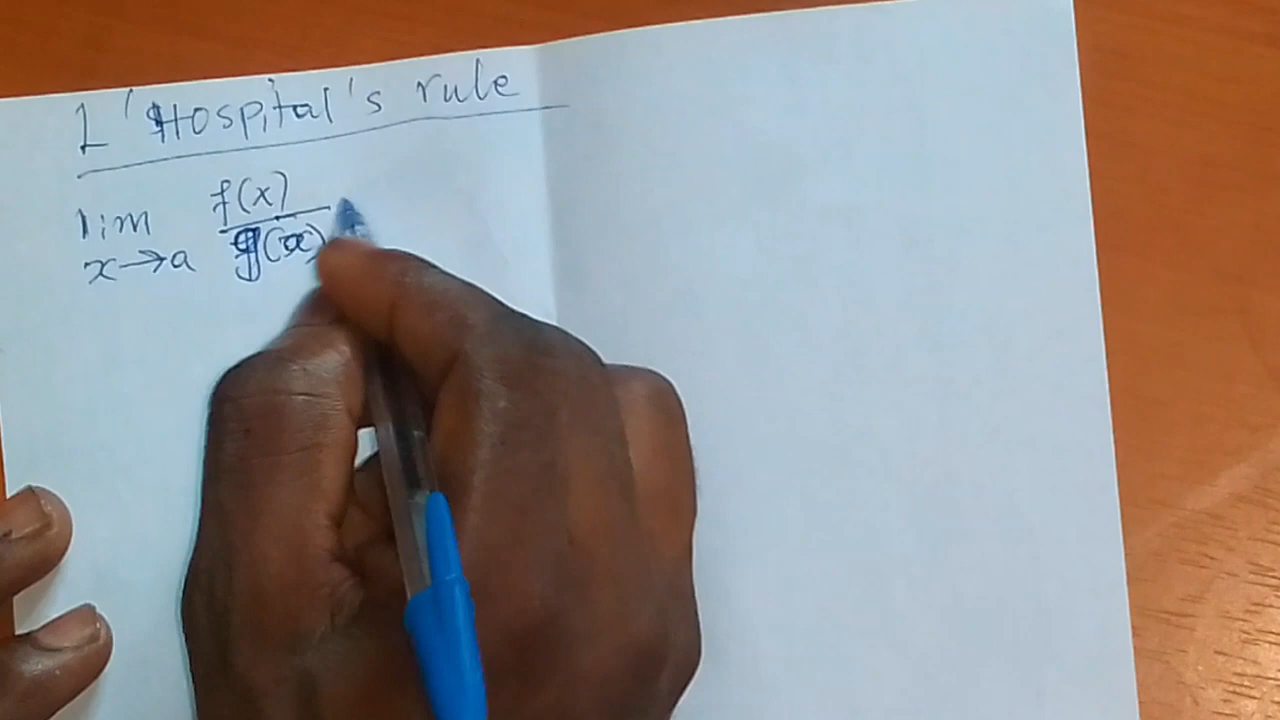 L'Hospital's rule
lim f(x)
x→a g(x)